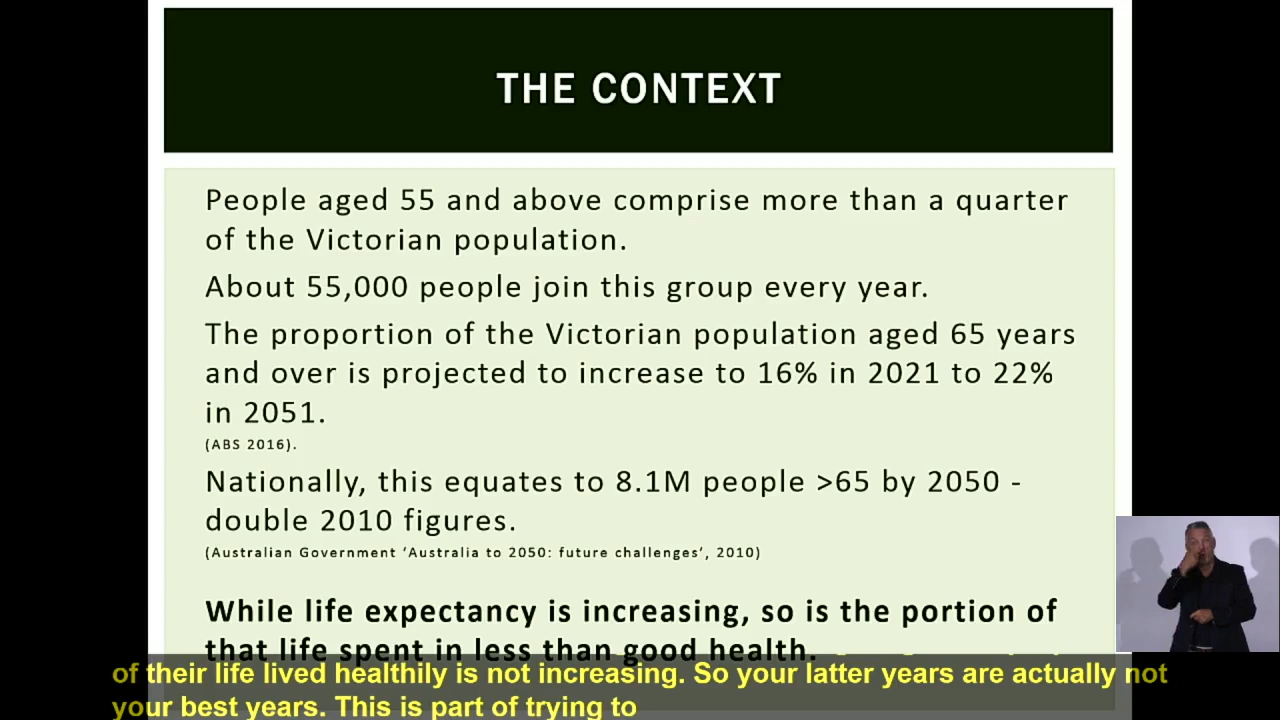 THE CONTEXT
People aged 55 and above comprise more than a quarter
of the Victorian population.
About 55,000 people join this group every year.
The proportion of the Victorian population aged 65 years
and over is projected to increase to 16% in 2021 to 22%
in 2051.
(ABS 2016).
Nationally, this equates to 8.1M people >65 by 2050 -
double 2010 figures.
(Australian Government ‘Australia to 2050: future challenges’, 2010)
While life expectancy is increasing, so is the portion of
that life spent in less than good health.
of their life lived healthily is not increasing. So your latter years are actually not
your best years. This is part of trying to